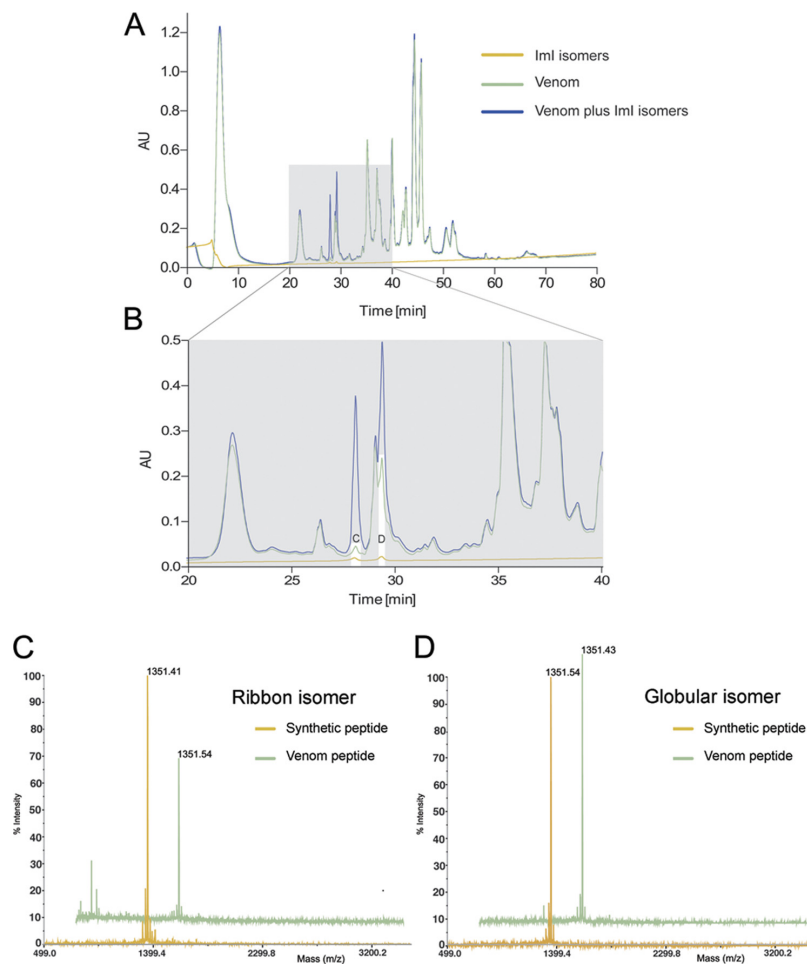 A
ImI isomers
Venom
Venom plus ImI isomers
AU
1.2
1.0
0.8
0.6
0.4
0.2
0.0
0 10 20 30 40 50 60 70 80
Time [min]
B
AU
0.5
0.4
0.3
0.2
0.1
0.0
C D
20 25 30 35 40
Time [min]
C
1351.41
Ribbon isomer
Synthetic peptide
Venom peptide
1351.54
% Intensity
100
90
80
70
60
50
40
30
20
10
0
499.0 1399.4 2299.8 3200.2
Mass (m/z)
D
1351.43
1351.54
Globular isomer
Synthetic peptide
Venom peptide
% Intensity
100
90
80
70
60
50
40
30
20
10
0
499.0 1399.4 2299.8 3200.2
Mass (m/z)